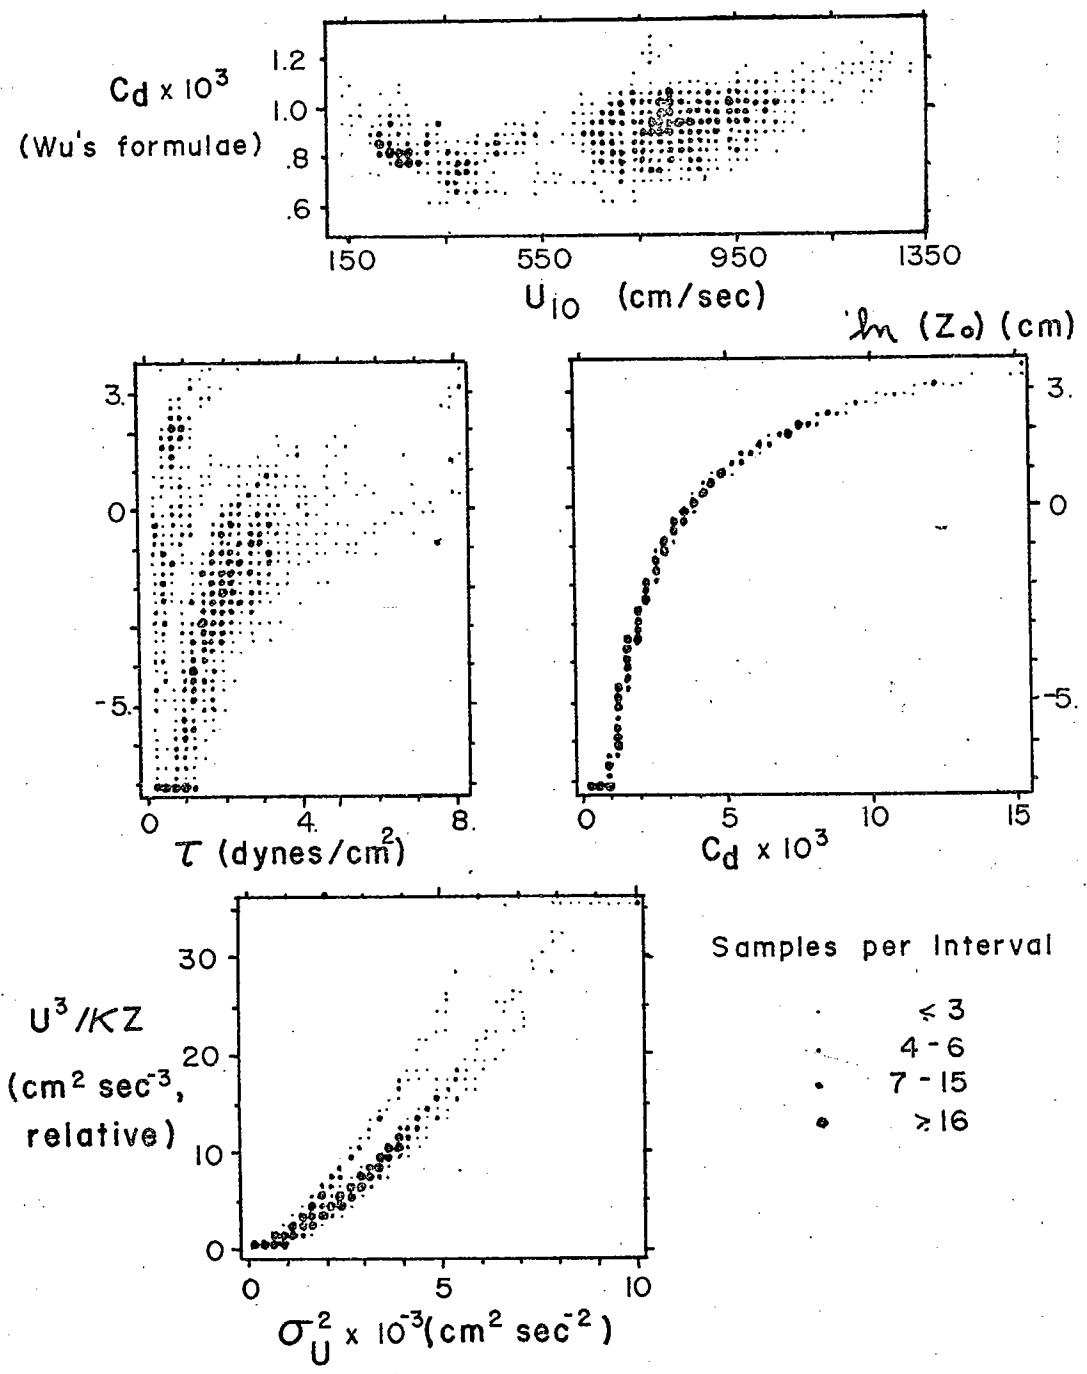 Cd x 10³
(Wu's formulae)
1.2
1.0
.8
.6
150 550 950 1350
U₁₀ (cm/sec)
ln (Z₀) (cm)
3.
0
-5.
0 4. 8.
τ (dynes/cm²)
3.
0
-5.
0 5 10 15
Cd x 10³
U³/KZ
(cm² sec⁻³,
relative)
30
20
10
0
0 5 10
σU² x 10⁻³(cm² sec⁻²)
Samples per Interval
≤ 3
4-6
7-15
≥16